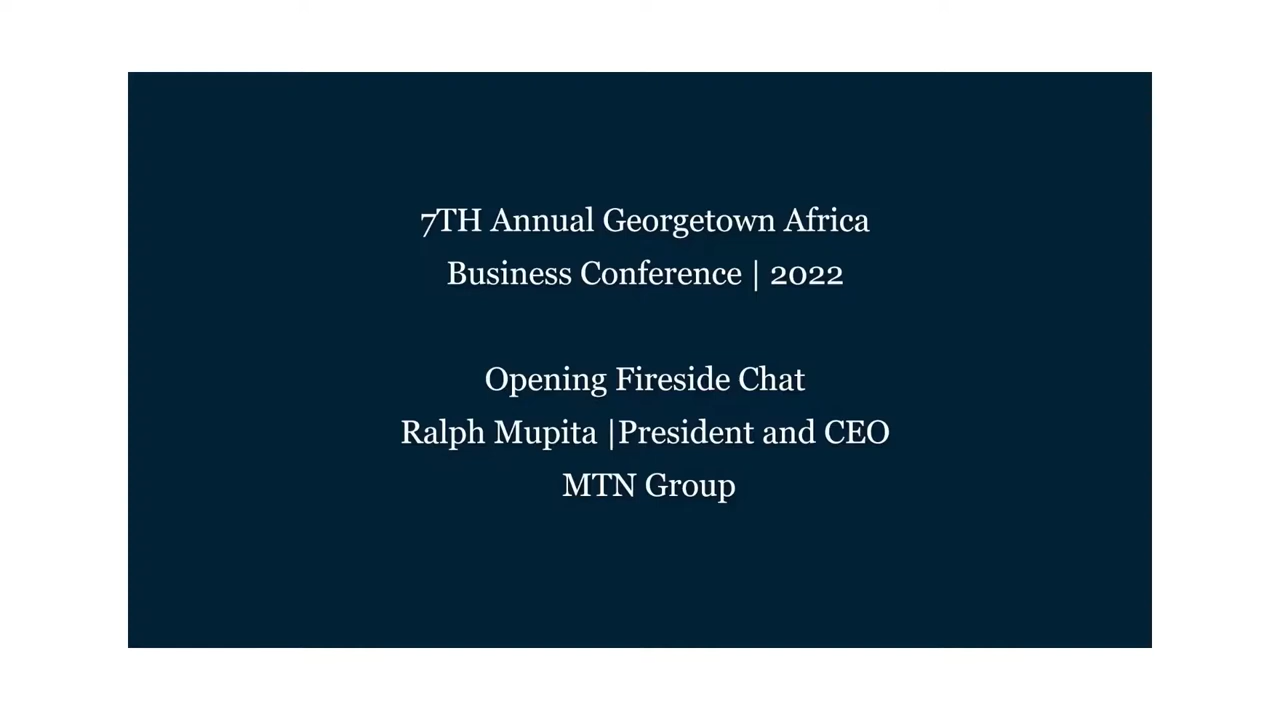 7TH Annual Georgetown Africa
Business Conference | 2022
Opening Fireside Chat
Ralph Mupita |President and CEO
MTN Group